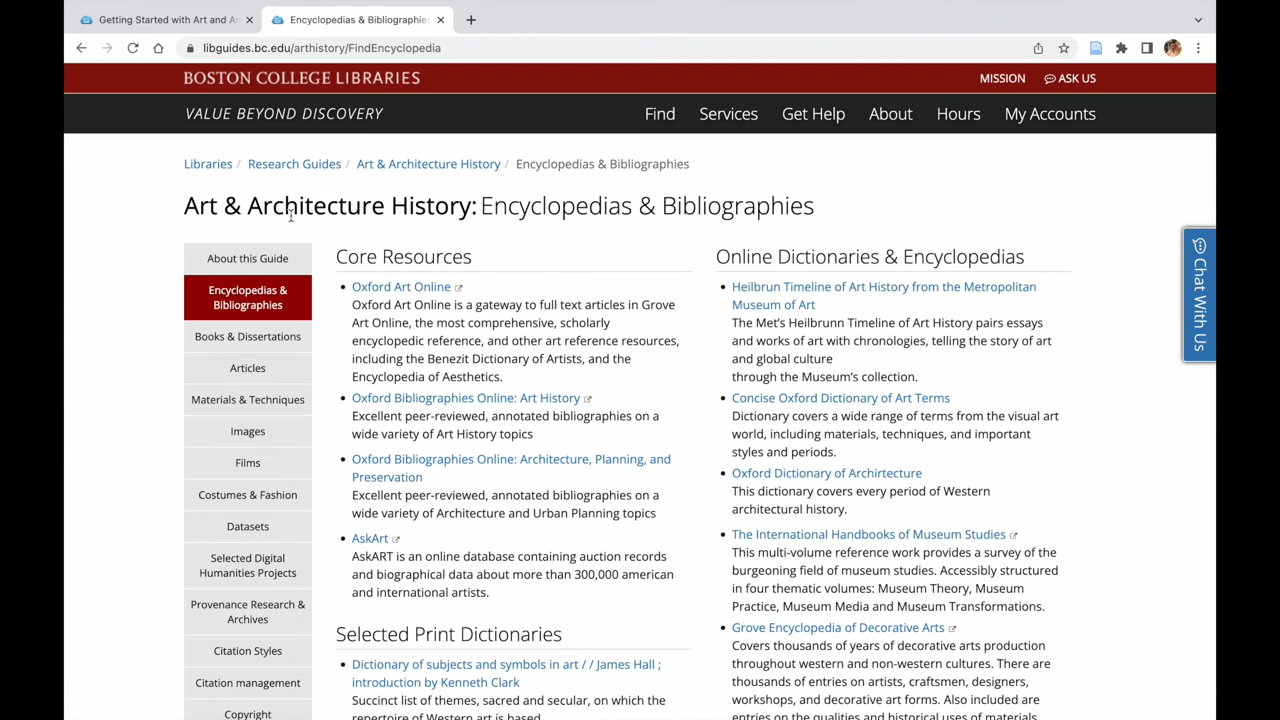 Getting Started with Art and A
Encyclopedias & Bibliographies
libguides.bc.edu/arthistory/FindEncyclopedia
BOSTON COLLEGE LIBRARIES
MISSION
ASK US
VALUE BEYOND DISCOVERY
Find
Services
Get Help
About
Hours
My Accounts
Libraries / Research Guides / Art & Architecture History / Encyclopedias & Bibliographies
Art & Architecture History: Encyclopedias & Bibliographies
About this Guide
Encyclopedias &
Bibliographies
Books & Dissertations
Articles
Materials & Techniques
Images
Films
Costumes & Fashion
Datasets
Selected Digital
Humanities Projects
Provenance Research &
Archives
Citation Styles
Citation management
Copyright
Core Resources
Oxford Art Online
Oxford Art Online is a gateway to full text articles in Grove
Art Online, the most comprehensive, scholarly
encyclopedic reference, and other art reference resources,
including the Benezit Dictionary of Artists, and the
Encyclopedia of Aesthetics.
Oxford Bibliographies Online: Art History
Excellent peer-reviewed, annotated bibliographies on a
wide variety of Art History topics
Oxford Bibliographies Online: Architecture, Planning, and
Preservation
Excellent peer-reviewed, annotated bibliographies on a
wide variety of Architecture and Urban Planning topics
AskArt
AskART is an online database containing auction records
and biographical data about more than 300,000 american
and international artists.
Selected Print Dictionaries
Dictionary of subjects and symbols in art / / James Hall ;
introduction by Kenneth Clark
Succinct list of themes, sacred and secular, on which the
repertoire of Western art is based.
Online Dictionaries & Encyclopedias
Heilbrun Timeline of Art History from the Metropolitan
Museum of Art
The Met's Heilbrunn Timeline of Art History pairs essays
and works of art with chronologies, telling the story of art
and global culture
through the Museum's collection.
Concise Oxford Dictionary of Art Terms
Dictionary covers a wide range of terms from the visual art
world, including materials, techniques, and important
styles and periods.
Oxford Dictionary of Archirtecture
This dictionary covers every period of Western
architectural history.
The International Handbooks of Museum Studies
This multi-volume reference work provides a survey of the
burgeoning field of museum studies. Accessibly structured
in four thematic volumes: Museum Theory, Museum
Practice, Museum Media and Museum Transformations.
Grove Encyclopedia of Decorative Arts
Covers thousands of years of decorative arts production
throughout western and non-western cultures. There are
thousands of entries on artists, craftsmen, designers,
workshops, and decorative art forms. Also included are
entries on the qualities and historical uses of materials
Chat With Us